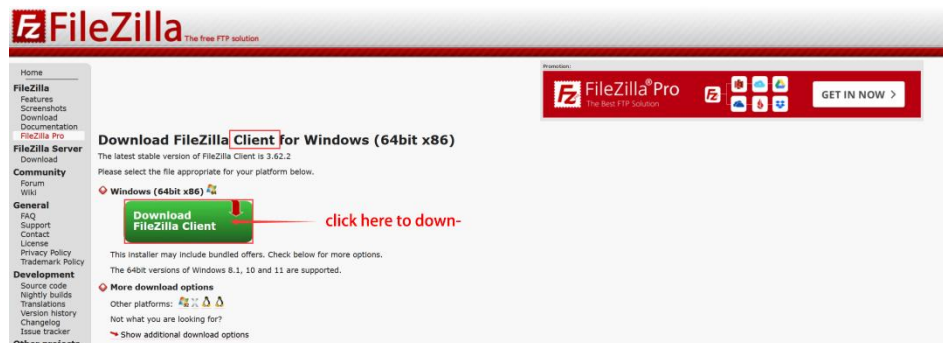 FileZilla The free FTP solution
Home
FileZilla
Features
Screenshots
Download
Documentation
FileZilla Pro
FileZilla Server
Download
Community
Forum
Wiki
General
FAQ
Support
Contact
License
Privacy Policy
Trademark Policy
Development
Source code
Nightly builds
Translations
Version history
Changelog
Issue tracker
Other projects
Promotion:
FileZilla®Pro
The Best FTP Solution
GET IN NOW >
Download FileZilla Client for Windows (64bit x86)
The latest stable version of FileZilla Client is 3.62.2
Please select the file appropriate for your platform below.
Windows (64bit x86)
Download
FileZilla Client
click here to down-
This installer may include bundled offers. Check below for more options.
The 64bit versions of Windows 8.1, 10 and 11 are supported.
More download options
Other platforms:
Not what you are looking for?
Show additional download options